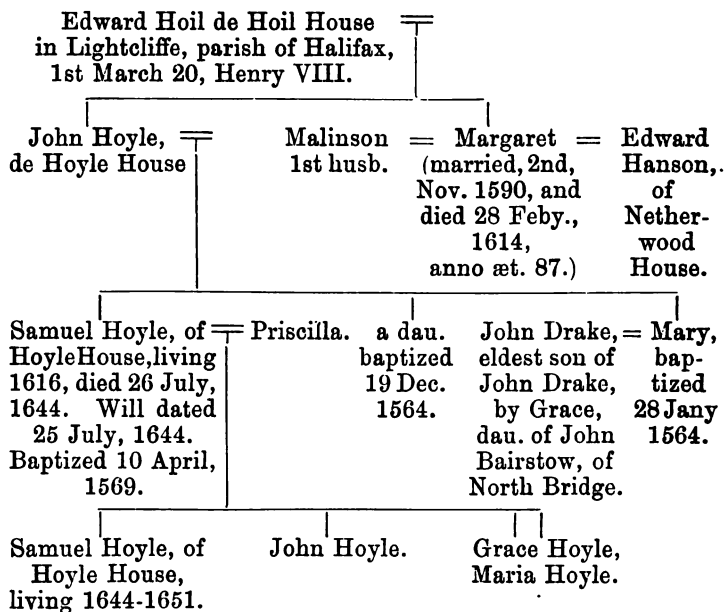 Edward Hoil de Hoil House
in Lightcliffe, parish of Halifax,
1st March 20, Henry VIII.
John Hoyle,
de Hoyle House
Malinson
1st husb.
=
Margaret
(married, 2nd,
Nov. 1590, and
died 28 Feby.,
1614,
anno æt. 87.)
=
Edward
Hanson,
of
Nether-
wood
House.
Samuel Hoyle, of
Hoyle House, living
1616, died 26 July,
1644. Will dated
25 July, 1644.
Baptized 10 April,
1569.
Priscilla.
a dau.
baptized
19 Dec.
1564.
John Drake,
eldest son of
John Drake,
by Grace,
dau. of John
Bairstow, of
North Bridge.
=
Mary,
bap-
tized
28 Jany
1564.
Samuel Hoyle, of
Hoyle House,
living 1644-1651.
John Hoyle.
Grace Hoyle,
Maria Hoyle.